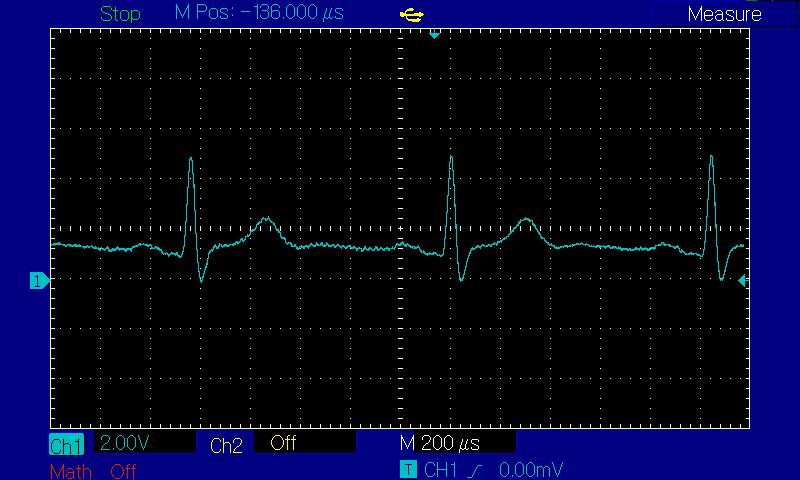 Stop M Pos: -136.000 μs Measure
1
Ch1 2.00V Ch2 Off M 200 μs
Math Off T CH1 0.00mV